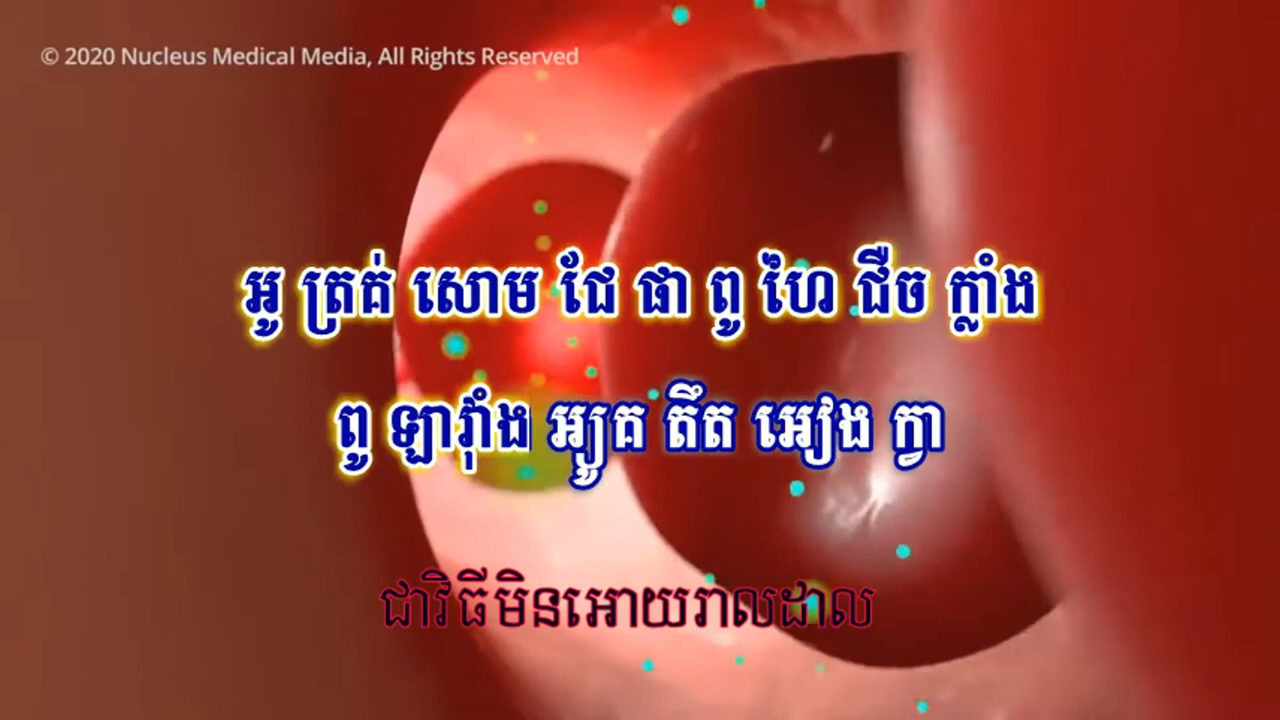 © 2020 Nucleus Medical Media, All Rights Reserved
អូ ត្រគ់ សោម ជែ ផា ពូ ហៃ ជឺច ក្លាំង
ពូ ឡាវ៉ាំង អ្យូគ តឹត អៀង ក្វា
ជាវិធីមិនអោយរាលដាល